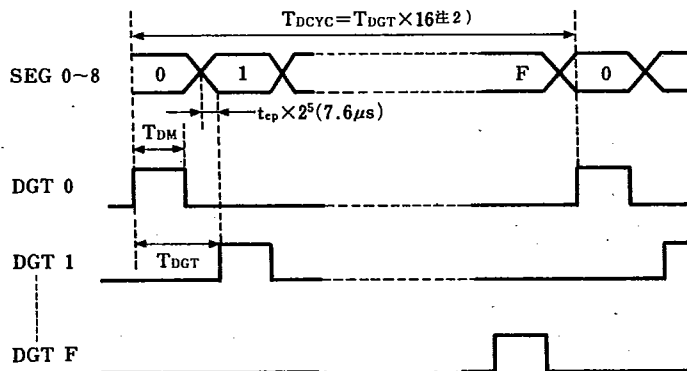 TDCYC=TDGT×16注2)
SEG 0~8
0
1
F
0
tcp×2⁵(7.6μs)
TDM
DGT 0
DGT 1
TDGT
DGT F